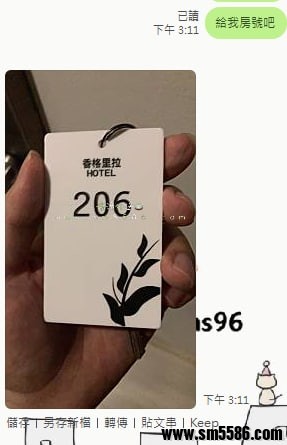 已讀
下午 3:11
給我房號吧
香格里拉
HOTEL
206
s96
下午 3:11
儲存 | 另存新檔 | 轉傳 | 貼文串 | Keep
www.sm5586.com